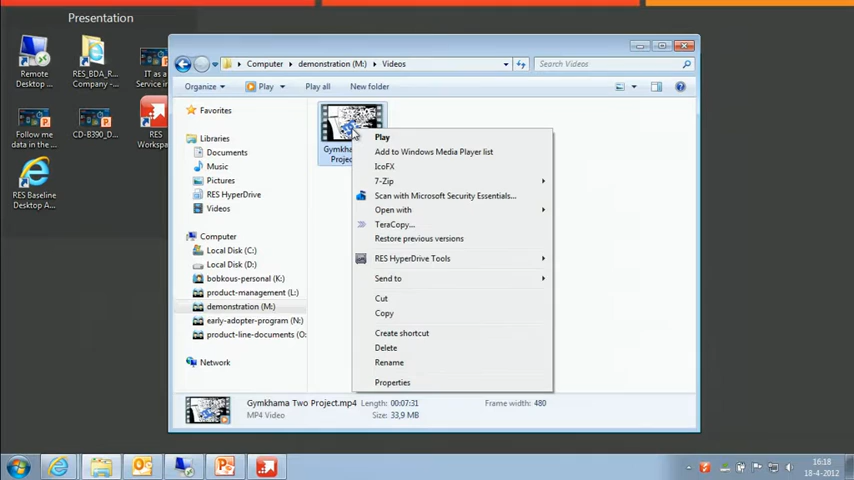 Presentation
Remote
Desktop ...
RES_BDA_R...
Company -...
IT as a
Service in
Follow me
data in the...
CD-B390_D...
RES
Workspa
RES Baseline
Desktop A...
Computer
demonstration (M:)
Videos
Search Videos
Organize
Play
Play all
New folder
Favorites
Libraries
Documents
Music
Pictures
RES HyperDrive
Videos
Computer
Local Disk (C:)
Local Disk (D:)
bobkous-personal (K:)
product-management (L:)
demonstration (M:)
early-adopter-program (N:)
product-line-documents (O:
Network
Gymkha
Projec
Play
Add to Windows Media Player list
IcoFX
7-Zip
Scan with Microsoft Security Essentials...
Open with
TeraCopy...
Restore previous versions
RES HyperDrive Tools
Send to
Cut
Copy
Create shortcut
Delete
Rename
Properties
Gymkhama Two Project.mp4
Length: 00:07:31
Frame width: 480
MP4 Video
Size: 33,9 MB
16:18
18-4-2012